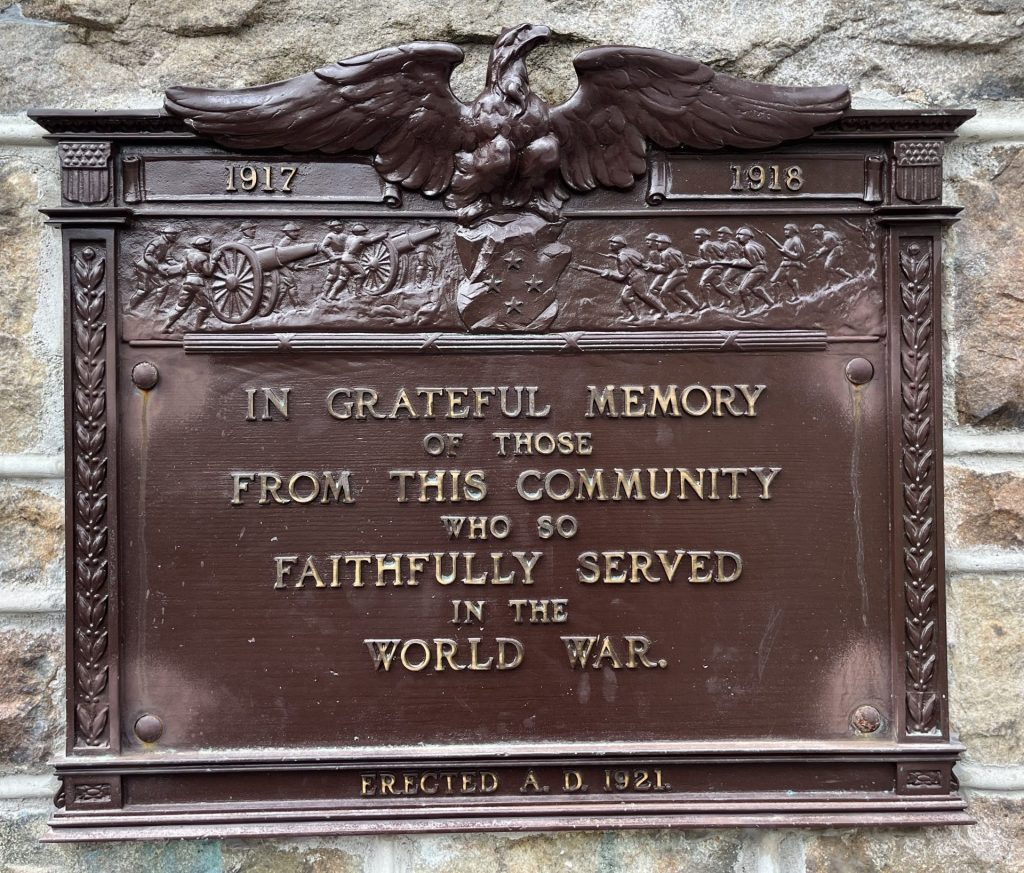 1917 1918
IN GRATEFUL MEMORY
OF THOSE
FROM THIS COMMUNITY
WHO SO
FAITHFULLY SERVED
IN THE
WORLD WAR.
ERECTED A. D. 1921.